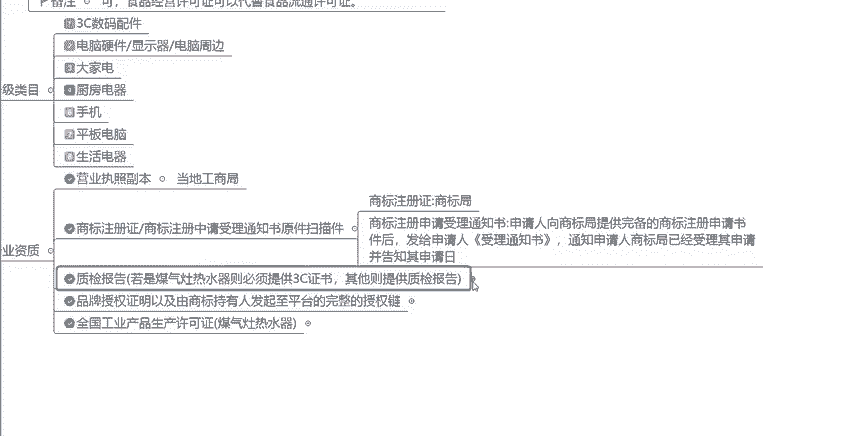 备注 可，食品经营许可证可以代替食品流通许可证。
3C数码配件
电脑硬件/显示器/电脑周边
大家电
级类目
厨房电器
手机
平板电脑
生活电器
营业执照副本 当地工商局
商标注册证:商标局
商标注册证/商标注册申请受理通知书原件扫描件
商标注册申请受理通知书:申请人向商标局提供完备的商标注册申请书
件后，发给申请人《受理通知书》，通知申请人商标局已经受理其申请
并告知其申请日
业资质
质检报告(若是煤气灶热水器则必须提供3C证书，其他则提供质检报告)
品牌授权证明以及由商标持有人发起至平台的完整的授权链
全国工业产品生产许可证(煤气灶热水器)